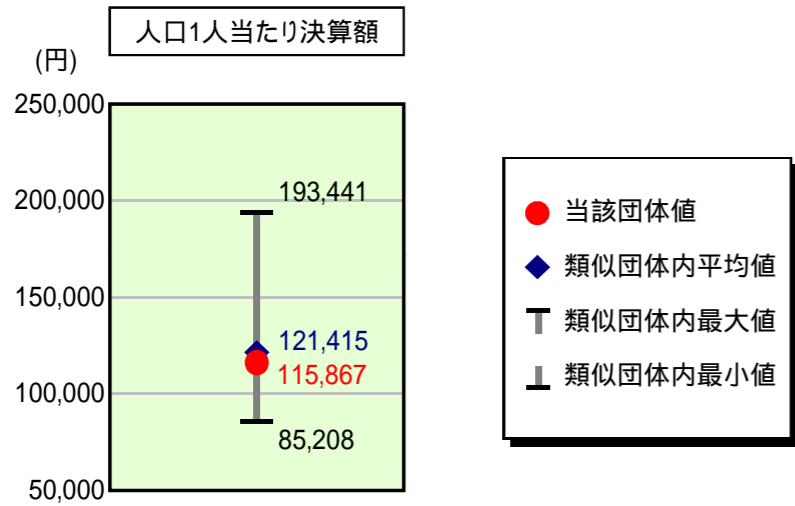 人口1人当たり決算額
(円)
250,000
200,000
150,000
100,000
50,000
193,441
121,415
115,867
85,208
当該団体値
類似団体内平均値
類似団体内最大値
類似団体内最小値